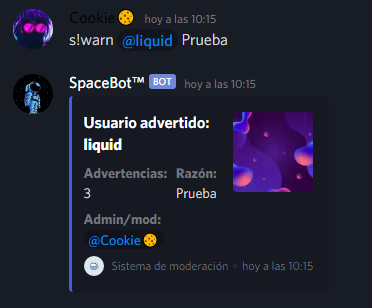 Cookie🍪 hoy a las 10:15
s!warn @liquid Prueba
SpaceBot™ BOT hoy a las 10:15
Usuario advertido:
liquid
Advertencias: Razón:
3 Prueba
Admin/mod:
@Cookie🍪
Sistema de moderación • hoy a las 10:15